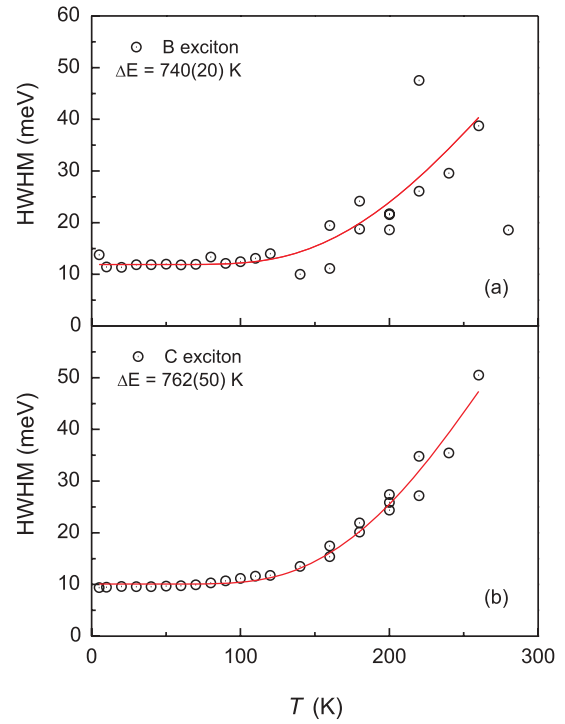 60
50
40
30
20
10
0
HWHM (meV)
B exciton
ΔE = 740(20) K
(a)
50
40
30
20
10
0
HWHM (meV)
C exciton
ΔE = 762(50) K
(b)
0 100 200 300
T (K)